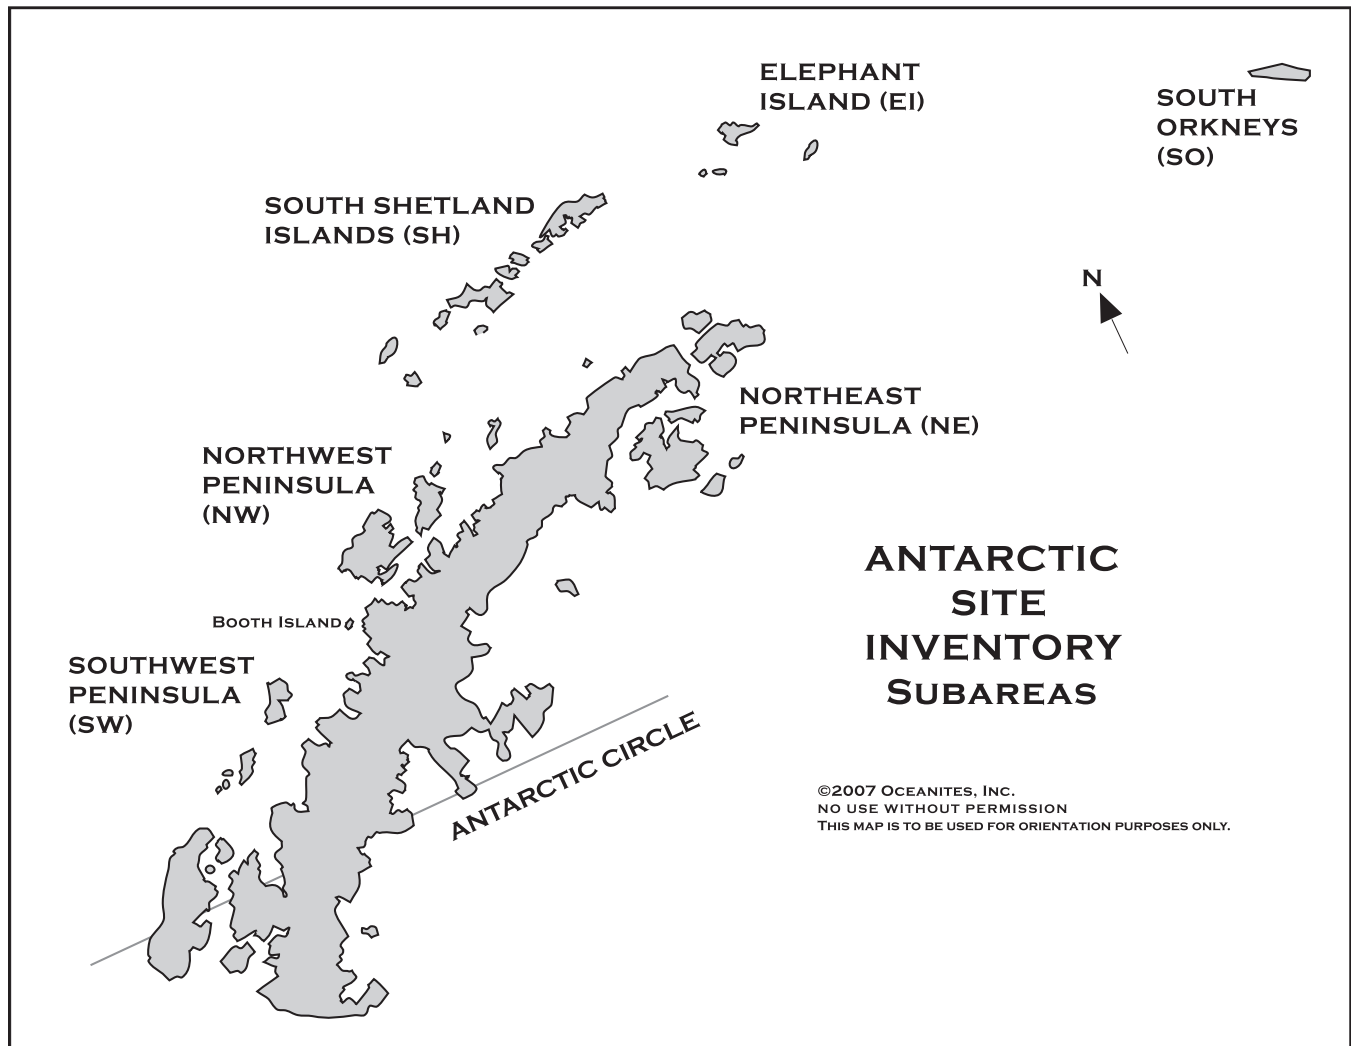 ELEPHANT
ISLAND (EI)
SOUTH
ORKNEYS
(SO)
SOUTH SHETLAND
ISLANDS (SH)
N
NORTHEAST
PENINSULA (NE)
NORTHWEST
PENINSULA
(NW)
ANTARCTIC
SITE
INVENTORY
SUBAREAS
BOOTH ISLAND
SOUTHWEST
PENINSULA
(SW)
ANTARCTIC CIRCLE
©2007 OCEANITES, INC.
NO USE WITHOUT PERMISSION
THIS MAP IS TO BE USED FOR ORIENTATION PURPOSES ONLY.